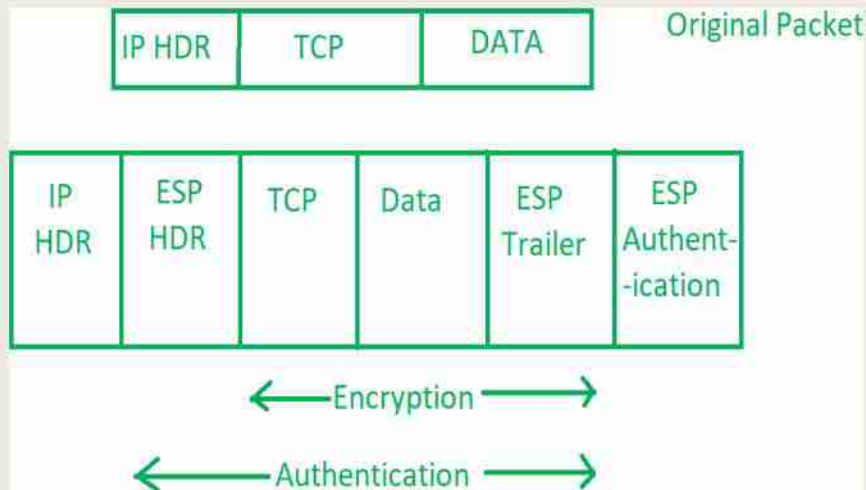 Original Packet
IP HDR
TCP
DATA
IP
HDR
ESP
HDR
TCP
Data
ESP
Trailer
ESP
Authent-
-ication
Encryption
Authentication